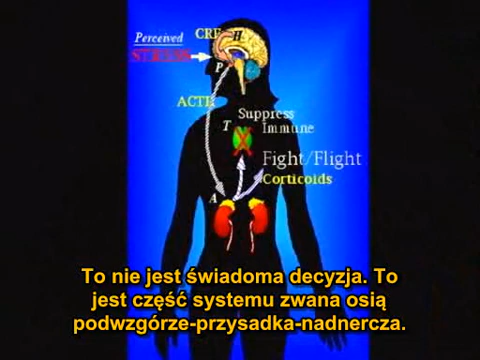 Perceived
CRF
H
STRESS
P
ACTH
Suppress
T Immune
Fight/Flight
Corticoids
A
To nie jest świadoma decyzja. To
jest część systemu zwana osią
podwzgórze-przysadka-nadnercza.